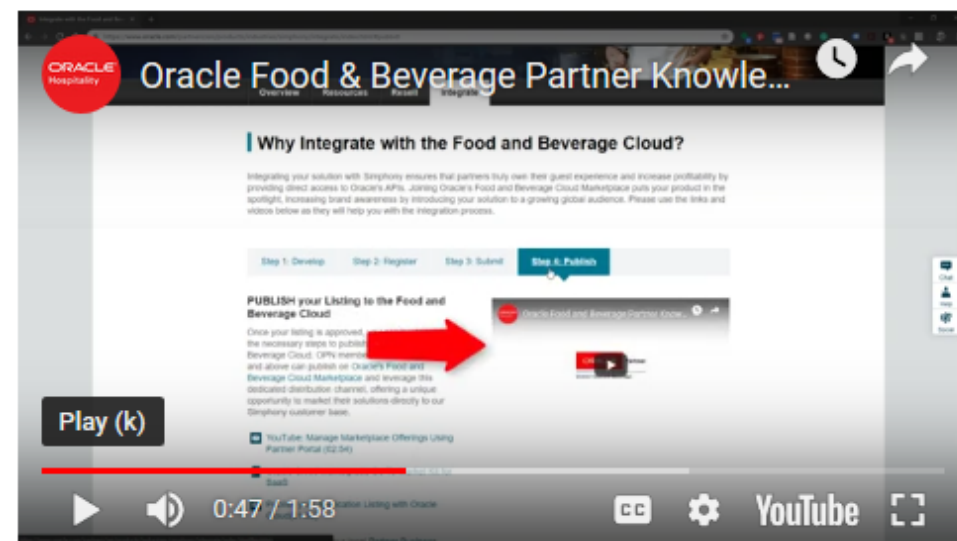 ORACLE
Hospitality
Oracle Food & Beverage Partner Knowle...
Overview Resources Resell Integrate
Why Integrate with the Food and Beverage Cloud?
Integrating your solution with Simphony ensures that partners truly own their guest experience and increase profitability by
providing direct access to Oracle's APIs. Joining Oracle's Food and Beverage Cloud Marketplace puts your product in the
spotlight, increasing brand awareness by introducing your solution to a growing global audience. Please use the links and
videos below as they will help you with the integration process.
Step 1: Develop Step 2: Register Step 3: Submit Step 4: Publish
PUBLISH your Listing to the Food and
Beverage Cloud
Once your listing is approved,
the necessary steps to publish
Beverage Cloud. OPN membe
and above can publish on Oracle's Food and
Beverage Cloud Marketplace and leverage this
dedicated distribution channel, offering a unique
opportunity to market their solutions directly to our
Simphony customer base.
Oracle Food and Beverage Partner Know...
Chat
Help
Social
Play (k)
YouTube: Manage Marketplace Offerings Using
Partner Portal (02:54)
SaaS
Listing with Oracle
0:47 / 1:58
CC
YouTube